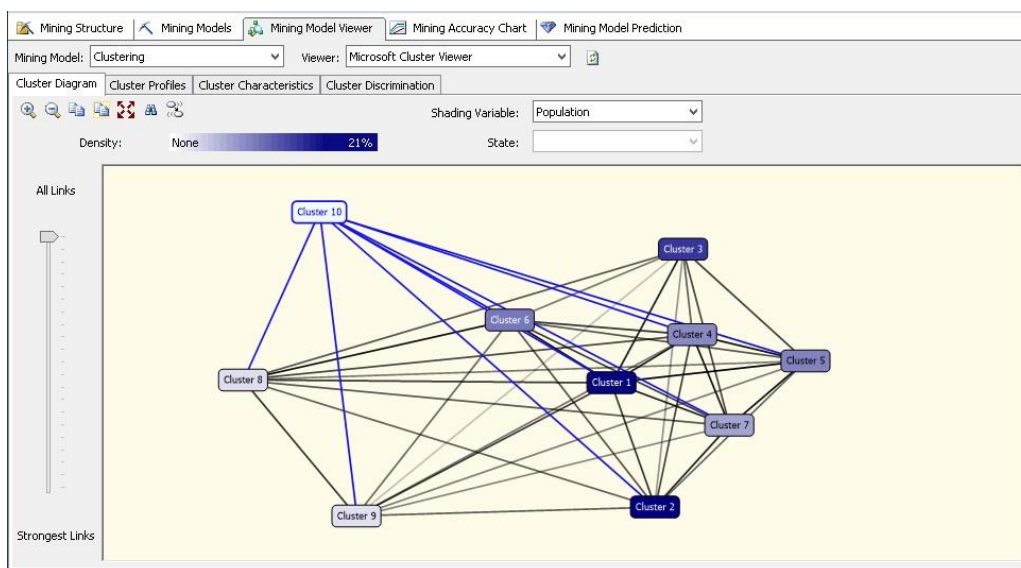 Mining Structure Mining Models Mining Model Viewer Mining Accuracy Chart Mining Model Prediction
Mining Model: Clustering Viewer: Microsoft Cluster Viewer
Cluster Diagram Cluster Profiles Cluster Characteristics Cluster Discrimination
Shading Variable: Population
Density: None 21% State:
All Links
Cluster 10
Cluster 3
Cluster 6
Cluster 4
Cluster 5
Cluster 8
Cluster 1
Cluster 7
Cluster 2
Cluster 9
Strongest Links